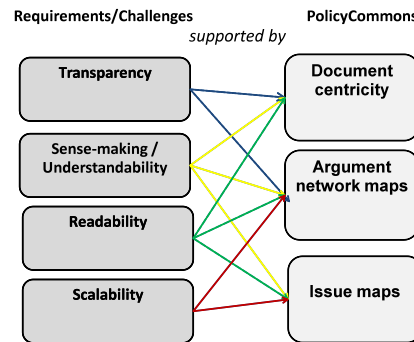 Requirements/Challenges
PolicyCommons
supported by
Transparency
Sense-making /
Understandability
Readability
Scalability
Document
centricity
Argument
network maps
Issue maps